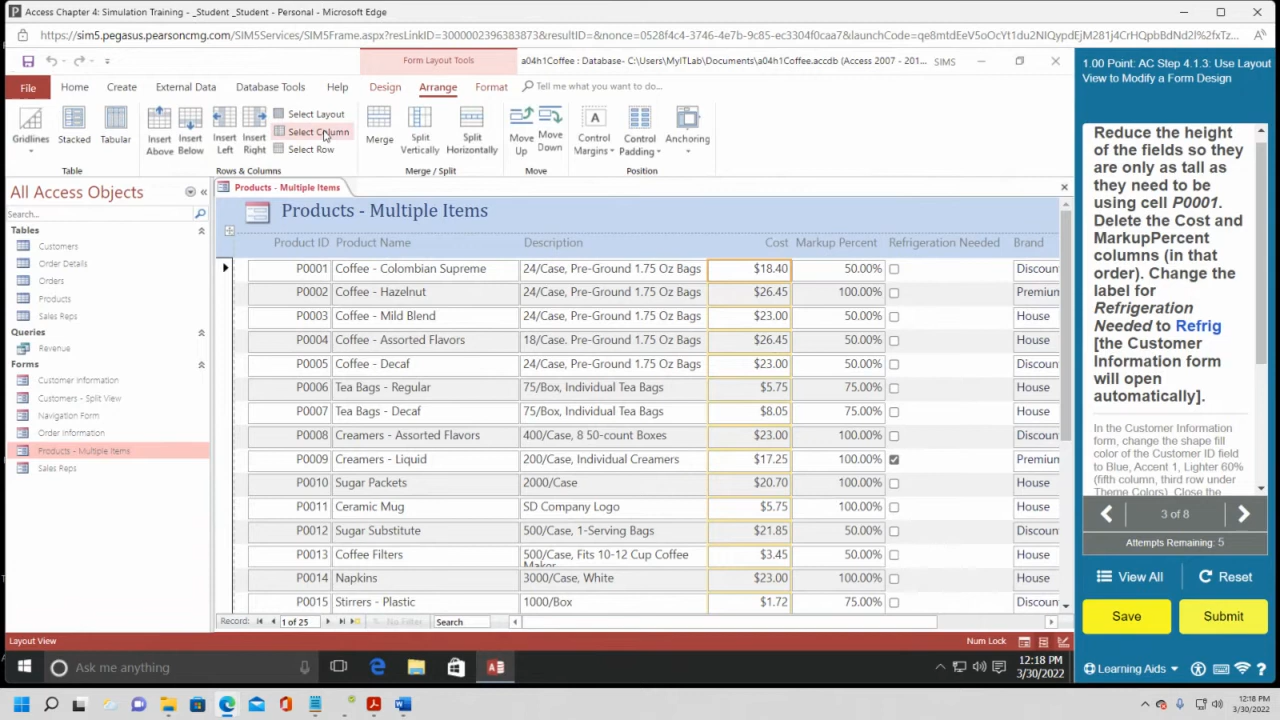 Access Chapter 4: Simulation Training - _Student _Student - Personal - Microsoft Edge
https://sim5.pegasus.pearsoncmg.com/SIM5Services/SIM5Frame.aspx?resLinkID=3000002396383873&resultID=&nonce=0528f4c4-3746-4e7b-9c85-ec3304f0caa7&launchCode=
Form Layout Tools
a04h1Coffee : Database- C:\Users\MyITLab\Documents\a04h1Coffee.accdb (Access 2007 - 201... SIMS
File Home Create External Data Database Tools Help Design Arrange Format Tell me what you want to do...
Gridlines Stacked Tabular
Insert Above Insert Below Insert Left Insert Right
Select Layout
Select Column
Select Row
Merge Split Vertically Split Horizontally
Move Up Move Down
Control Margins Control Padding Anchoring
Table Rows & Columns Merge / Split Move Position
All Access Objects
Search...
Tables
Customers
Order Details
Orders
Products
Sales Reps
Queries
Revenue
Forms
Customer Information
Customers - Split View
Navigation Form
Order Information
Products - Multiple Items
Sales Reps
Products - Multiple Items
Products - Multiple Items
Product ID Product Name Description Cost Markup Percent Refrigeration Needed Brand
P0001 Coffee - Colombian Supreme 24/Case, Pre-Ground 1.75 Oz Bags $18.40 50.00% Discoun
P0002 Coffee - Hazelnut 24/Case, Pre-Ground 1.75 Oz Bags $26.45 100.00% Premium
P0003 Coffee - Mild Blend 24/Case, Pre-Ground 1.75 Oz Bags $23.00 50.00% House
P0004 Coffee - Assorted Flavors 18/Case, Pre-Ground 1.75 Oz Bags $26.45 100.00% House
P0005 Coffee - Decaf 24/Case, Pre-Ground 1.75 Oz Bags $23.00 50.00% Discoun
P0006 Tea Bags - Regular 75/Box, Individual Tea Bags $5.75 75.00% House
P0007 Tea Bags - Decaf 75/Box, Individual Tea Bags $8.05 75.00% House
P0008 Creamers - Assorted Flavors 400/Case, 8 50-count Boxes $23.00 100.00% Discoun
P0009 Creamers - Liquid 200/Case, Individual Creamers $17.25 100.00% Premium
P0010 Sugar Packets 2000/Case $20.70 100.00% House
P0011 Ceramic Mug SD Company Logo $5.75 100.00% House
P0012 Sugar Substitute 500/Case, 1-Serving Bags $21.85 50.00% Discoun
P0013 Coffee Filters 500/Case, Fits 10-12 Cup Coffee Maker $3.45 50.00% House
P0014 Napkins 3000/Case, White $23.00 100.00% House
P0015 Stirrers - Plastic 1000/Box $1.72 75.00% Discoun
Record: 1 of 25 No Filter Search
Layout View Num Lock
Ask me anything
12:18 PM
3/30/2022
1.00 Point: AC Step 4.1.3: Use Layout
View to Modify a Form Design
Reduce the height
of the fields so they
are only as tall as
they need to be
using cell P0001.
Delete the Cost and
MarkupPercent
columns (in that
order). Change the
label for
Refrigeration
Needed to Refrig
[the Customer
Information form
will open
automatically].
In the Customer Information
form, change the shape fill
color of the Customer ID field
to Blue, Accent 1, Lighter 60%
(fifth column, third row under
Theme Colors). Close the
3 of 8
Attempts Remaining: 5
View All Reset
Save Submit
Learning Aids
12:18 PM
3/30/2022